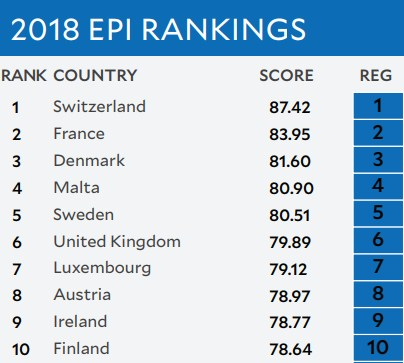 2018 EPI RANKINGS
RANK COUNTRY SCORE REG
1 Switzerland 87.42 1
2 France 83.95 2
3 Denmark 81.60 3
4 Malta 80.90 4
5 Sweden 80.51 5
6 United Kingdom 79.89 6
7 Luxembourg 79.12 7
8 Austria 78.97 8
9 Ireland 78.77 9
10 Finland 78.64 10